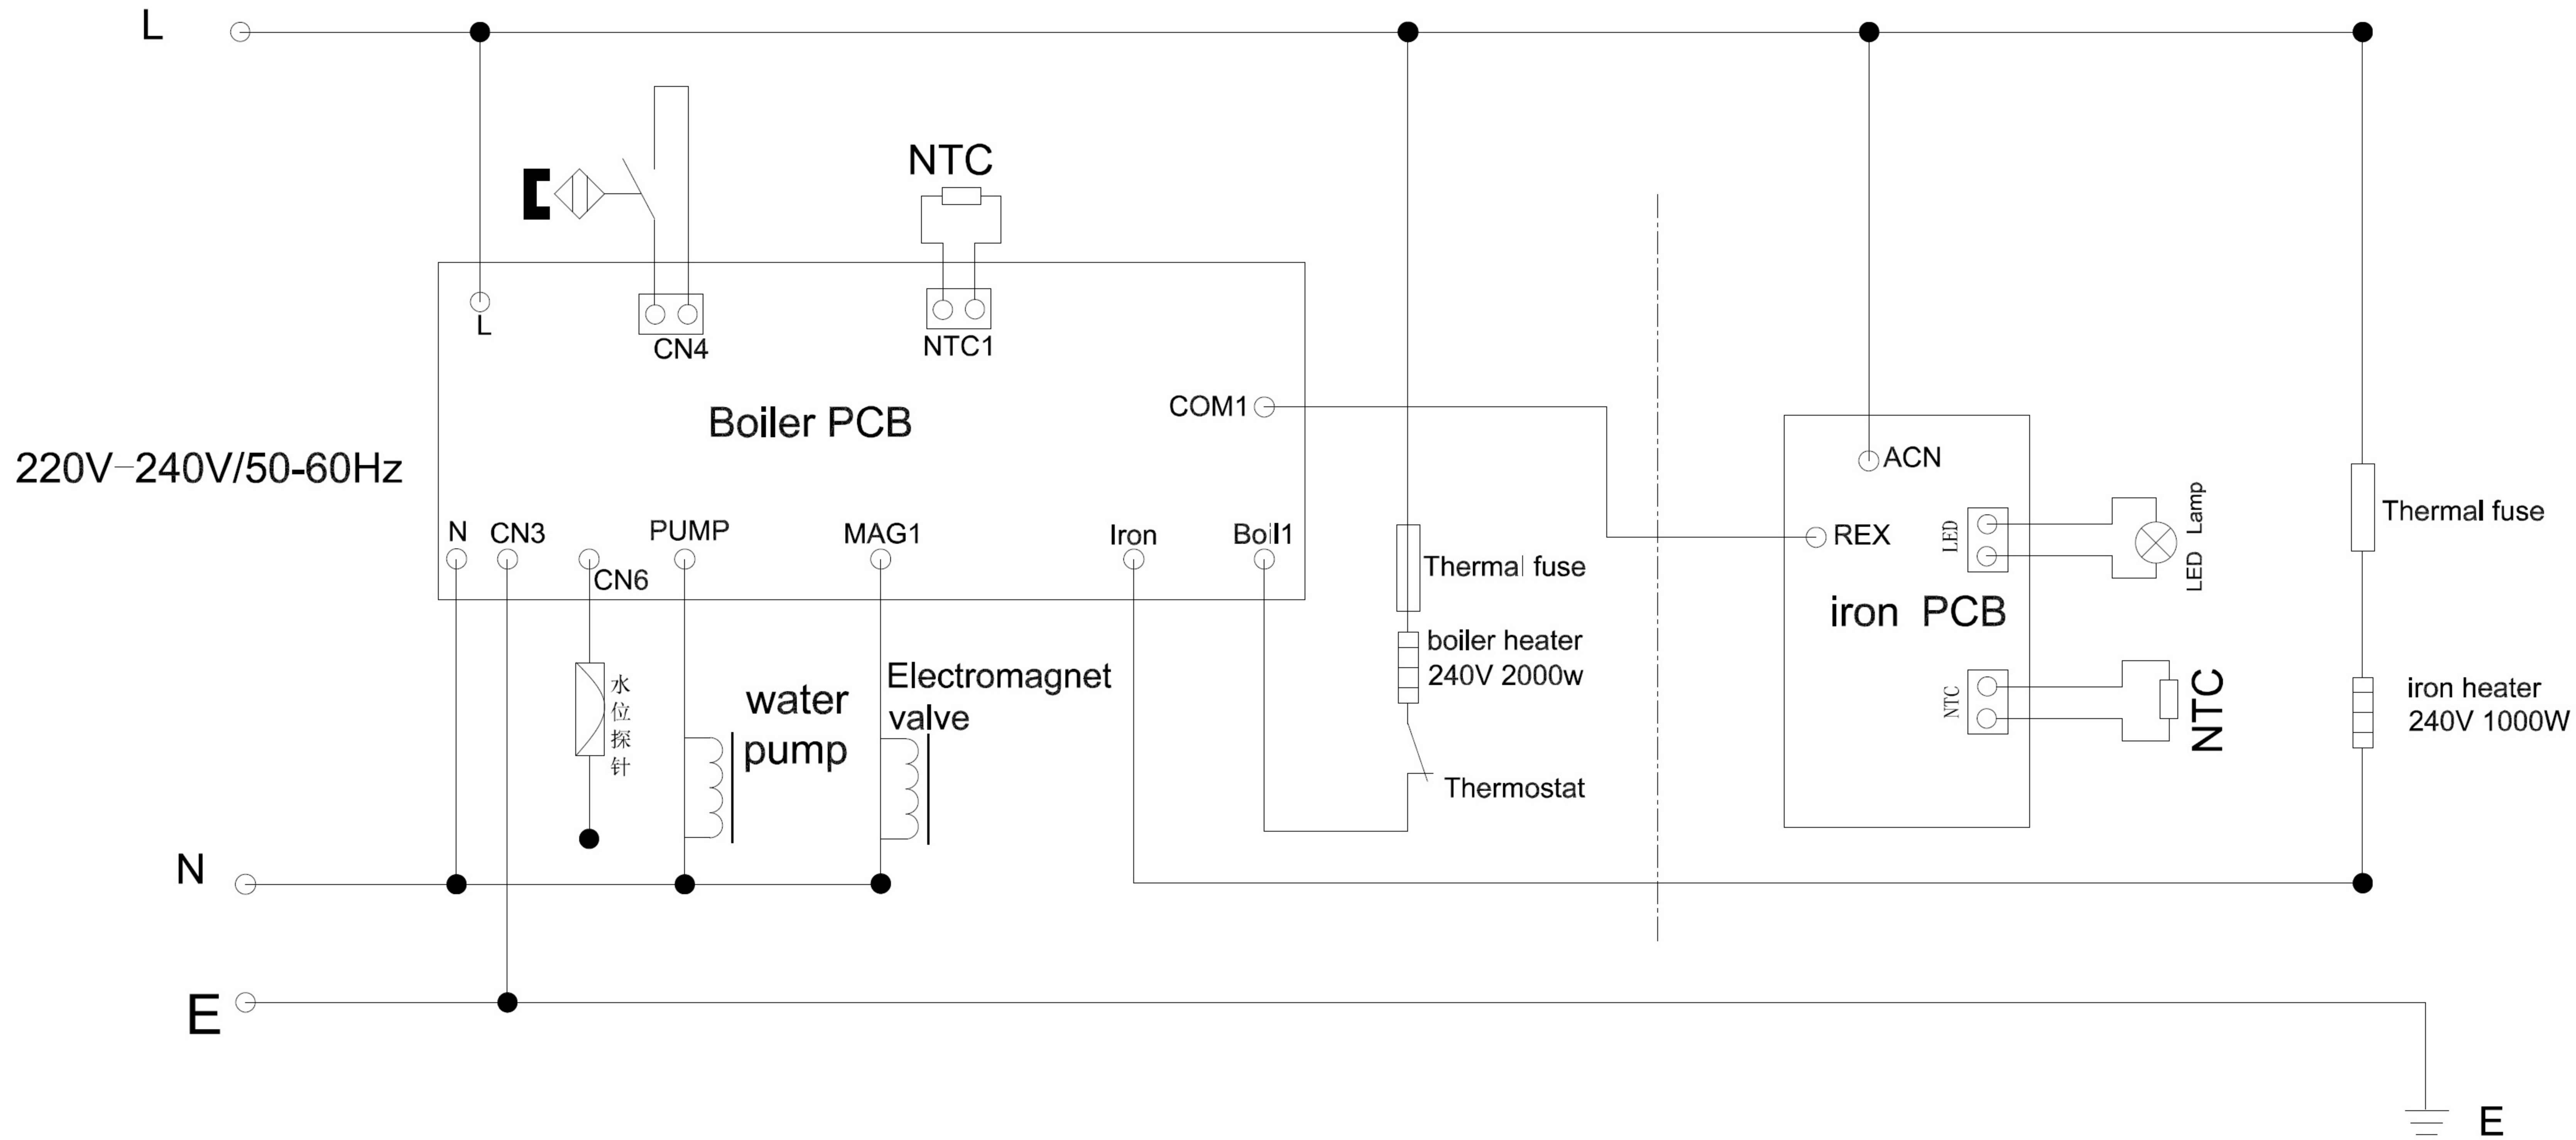 L
NTC
L
CN4
NTC1
COM1
Boiler PCB
220V-240V/50-60Hz
ACN
REX
LED
LED Lamp
Thermal fuse
N
CN3
CN6
PUMP
MAG1
Iron
Boil1
Thermal fuse
iron PCB
boiler heater
240V 2000w
水位探针
water
pump
Electromagnet
valve
NTC
NTC
iron heater
240V 1000W
Thermostat
N
E
E